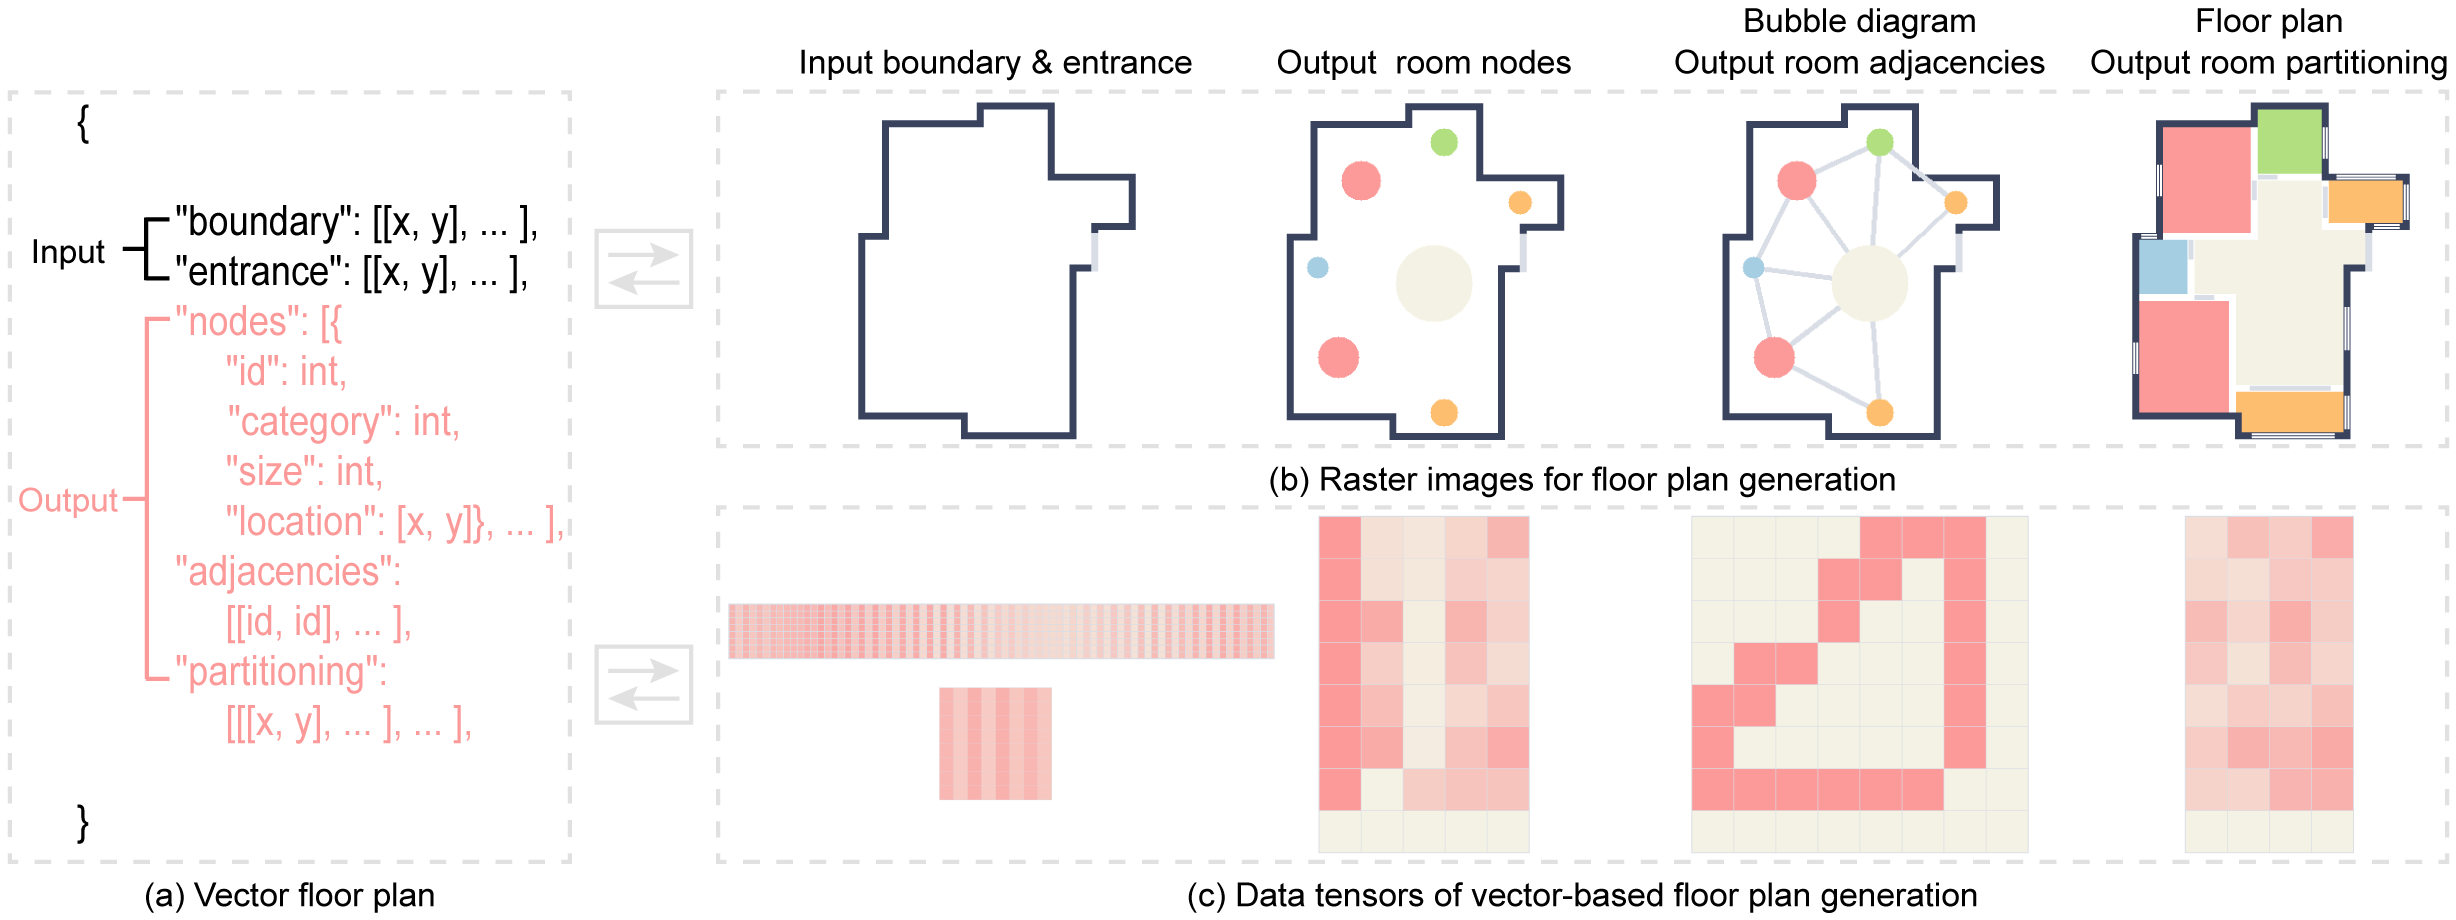 Input boundary & entrance
Output room nodes
Bubble diagram
Output room adjacencies
Floor plan
Output room partitioning
{
Input
"boundary": [[x, y], ... ],
"entrance": [[x, y], ... ],
Output
"nodes": [{
"id": int,
"category": int,
"size": int,
"location": [x, y]}, ... ],
"adjacencies":
[[id, id], ... ],
"partitioning":
[[[x, y], ... ], ... ],
}
(a) Vector floor plan
(b) Raster images for floor plan generation
(c) Data tensors of vector-based floor plan generation